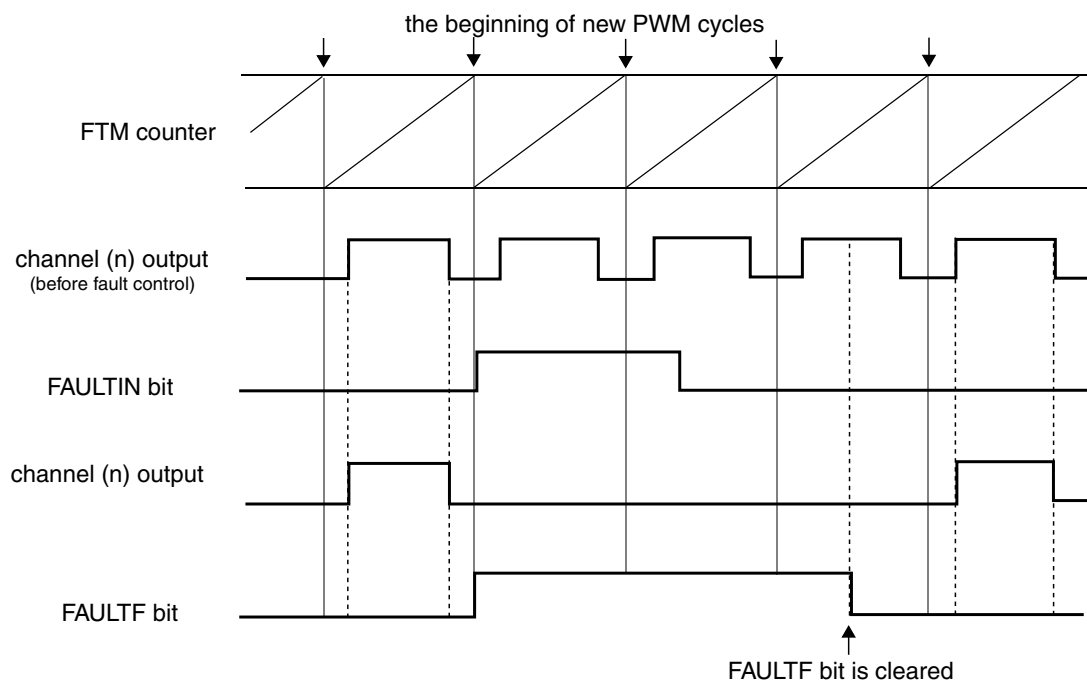 the beginning of new PWM cycles
FTM counter
channel (n) output
(before fault control)
FAULTIN bit
channel (n) output
FAULTF bit
FAULTF bit is cleared